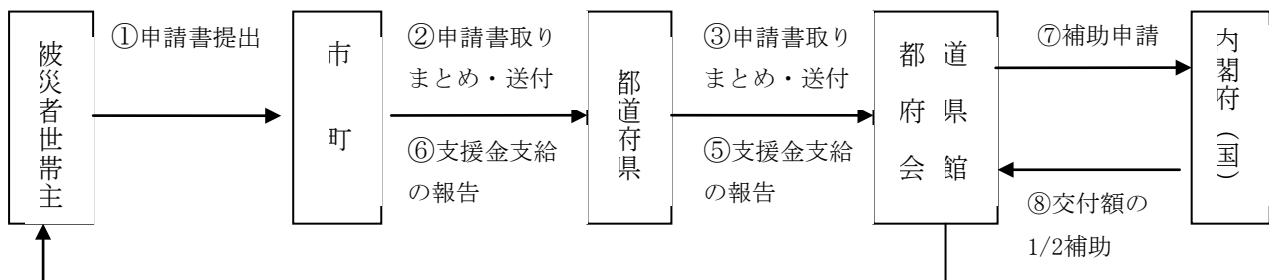 被災者世帯主
①申請書提出
市町
②申請書取り
まとめ・送付
⑥支援金支給
の報告
都道府県
③申請書取り
まとめ・送付
⑤支援金支給
の報告
都道
府県
会館
⑦補助申請
⑧交付額の
1/2補助
内閣府(国)